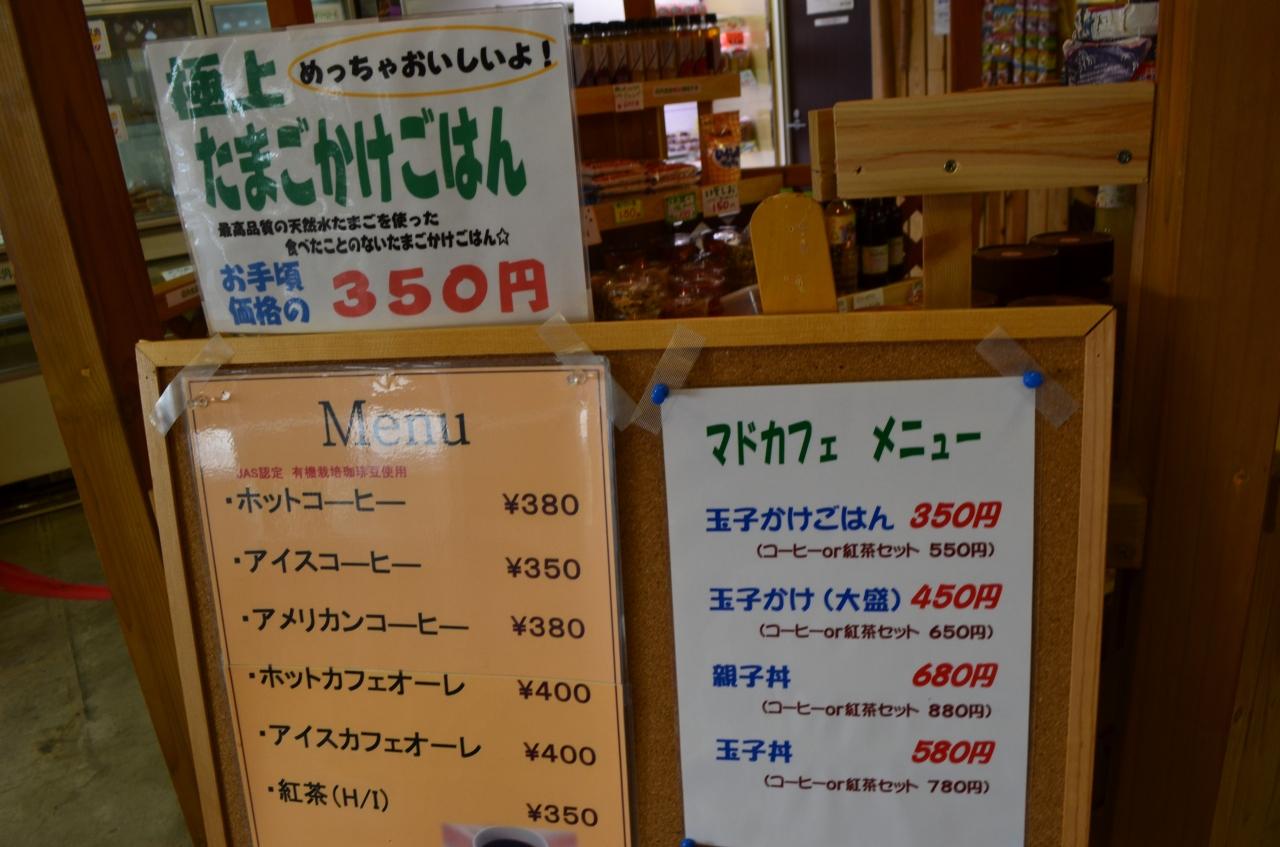 極上
めっちゃおいしいよ!
たまごかけごはん
最高品質の天然水たまごを使った
食べたことのないたまごかけごはん☆
お手頃
価格の 350円
Menu
JAS認定 有機栽培珈琲豆使用
・ホットコーヒー ¥380
・アイスコーヒー ¥350
・アメリカンコーヒー ¥380
・ホットカフェオーレ ¥400
・アイスカフェオーレ ¥400
・紅茶(H/I) ¥350
マドカフェ メニュー
玉子かけごはん 350円
(コーヒーor紅茶セット 550円)
玉子かけ(大盛) 450円
(コーヒーor紅茶セット 650円)
親子丼 680円
(コーヒーor紅茶セット 880円)
玉子丼 580円
(コーヒーor紅茶セット 780円)